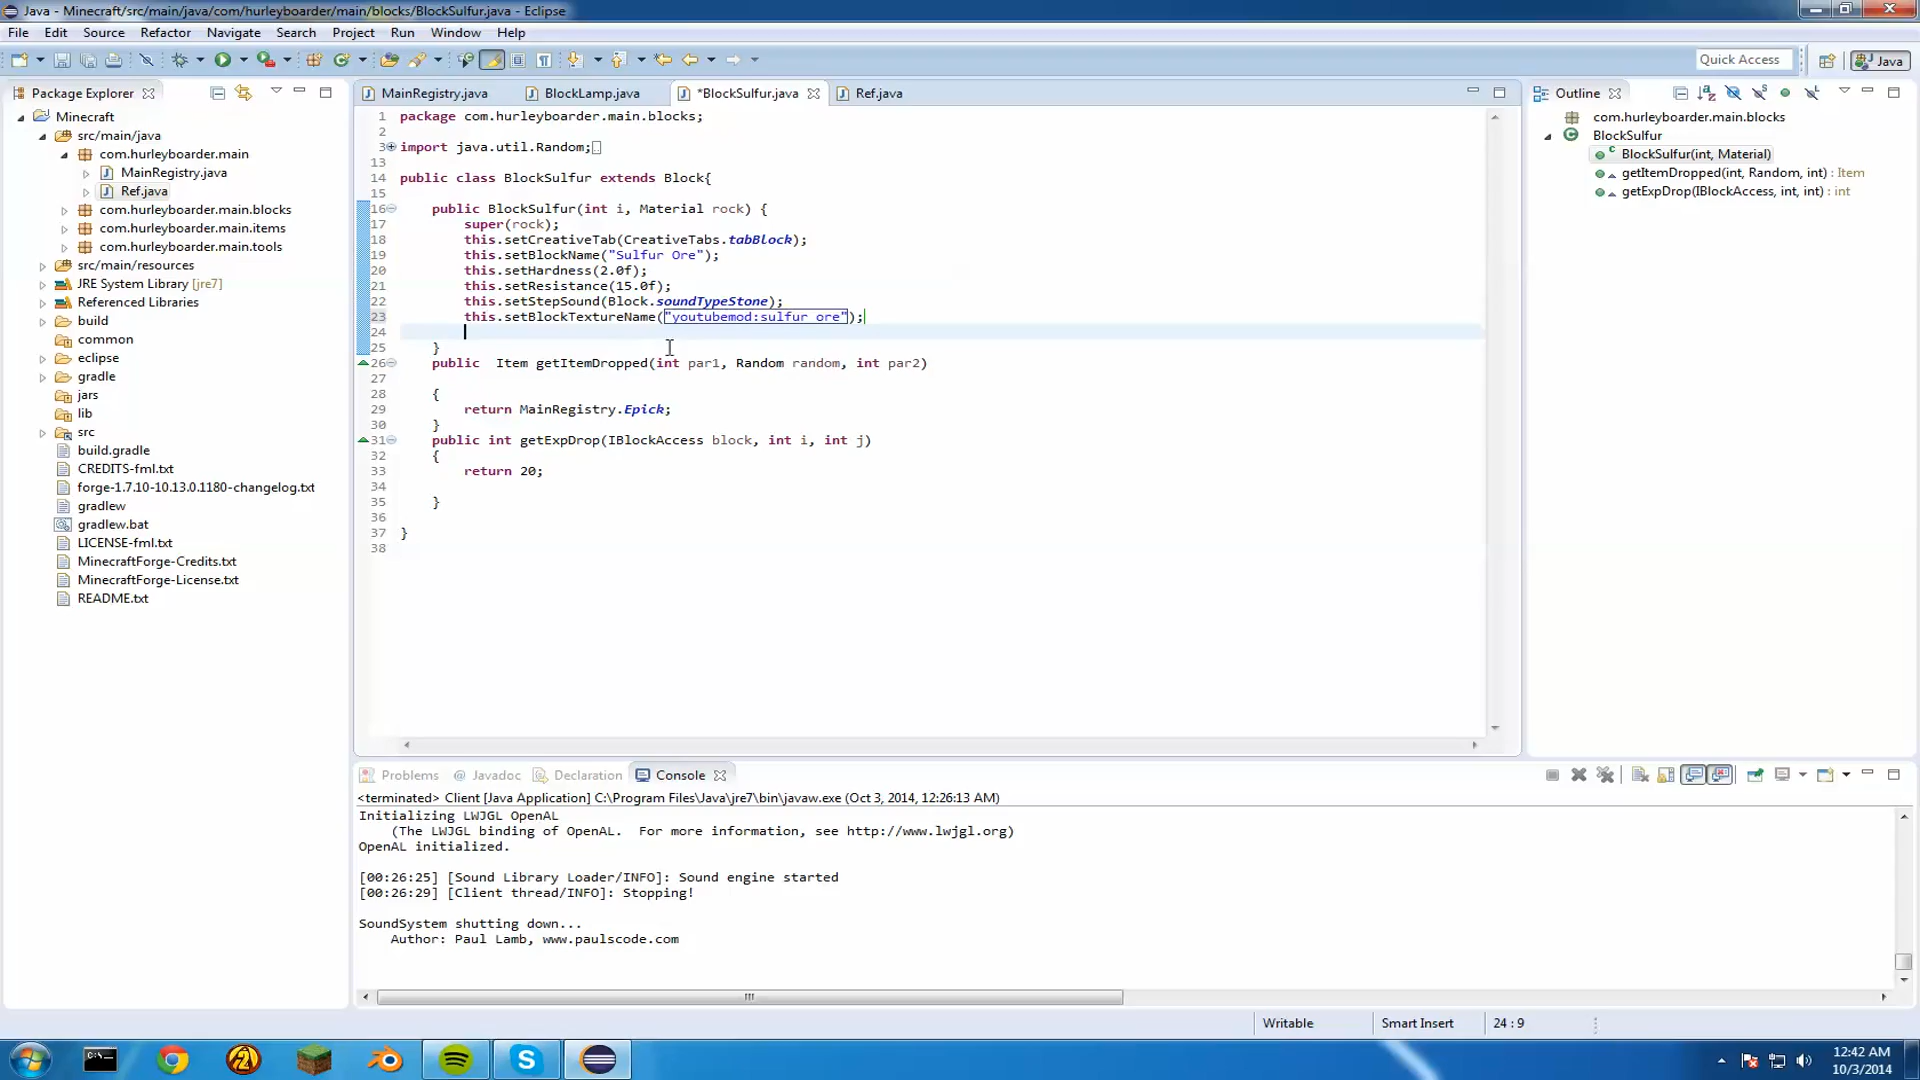 Java - Minecraft/src/main/java/com/hurleyboarder/main/blocks/BlockSulfur.java - Eclipse
File Edit Source Refactor Navigate Search Project Run Window Help
Quick Access
Java
Package Explorer
MainRegistry.java
BlockLamp.java
*BlockSulfur.java
Ref.java
Outline
Minecraft
src/main/java
com.hurleyboarder.main
MainRegistry.java
Ref.java
com.hurleyboarder.main.blocks
com.hurleyboarder.main.items
com.hurleyboarder.main.tools
src/main/resources
JRE System Library [jre7]
Referenced Libraries
build
common
eclipse
gradle
jars
lib
src
build.gradle
CREDITS-fml.txt
forge-1.7.10-10.13.0.1180-changelog.txt
gradlew
gradlew.bat
LICENSE-fml.txt
MinecraftForge-Credits.txt
MinecraftForge-License.txt
README.txt
1 package com.hurleyboarder.main.blocks;
2
3 import java.util.Random;
13
14 public class BlockSulfur extends Block{
15
16 public BlockSulfur(int i, Material rock) {
17 super(rock);
18 this.setCreativeTab(CreativeTabs.tabBlock);
19 this.setBlockName("Sulfur Ore");
20 this.setHardness(2.0f);
21 this.setResistance(15.0f);
22 this.setStepSound(Block.soundTypeStone);
23 this.setBlockTextureName("youtubemod:sulfur ore");
24
25 }
26 public Item getItemDropped(int par1, Random random, int par2)
27
28 {
29 return MainRegistry.Epick;
30 }
31 public int getExpDrop(IBlockAccess block, int i, int j)
32 {
33 return 20;
34
35 }
36
37 }
38
com.hurleyboarder.main.blocks
BlockSulfur
BlockSulfur(int, Material)
getItemDropped(int, Random, int) : Item
getExpDrop(IBlockAccess, int, int) : int
Problems
@ Javadoc
Declaration
Console
<terminated> Client [Java Application] C:\Program Files\Java\jre7\bin\javaw.exe (Oct 3, 2014, 12:26:13 AM)
Initializing LWJGL OpenAL
(The LWJGL binding of OpenAL. For more information, see http://www.lwjgl.org)
OpenAL initialized.
[00:26:25] [Sound Library Loader/INFO]: Sound engine started
[00:26:29] [Client thread/INFO]: Stopping!
SoundSystem shutting down...
Author: Paul Lamb, www.paulscode.com
Writable
Smart Insert
24 : 9
12:42 AM
10/3/2014